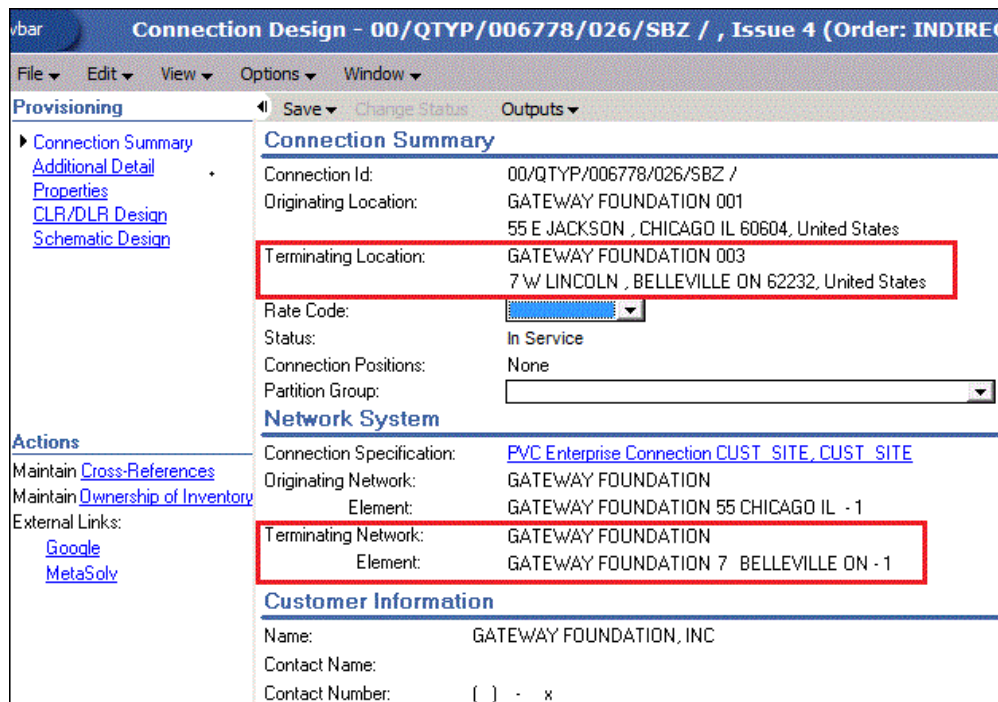 vbar Connection Design - 00/QTYP/006778/026/SBZ / , Issue 4 (Order: INDIREC
File Edit View Options Window
Provisioning
Save Change Status Outputs
Connection Summary
Additional Detail
Properties
CLR/DLR Design
Schematic Design
Connection Summary
Connection Id: 00/QTYP/006778/026/SBZ /
Originating Location: GATEWAY FOUNDATION 001
55 E JACKSON , CHICAGO IL 60604, United States
Terminating Location: GATEWAY FOUNDATION 003
7 W LINCOLN , BELLEVILLE ON 62232, United States
Rate Code:
Status: In Service
Connection Positions: None
Partition Group:
Network System
Actions
Maintain Cross-References
Maintain Ownership of Inventory
External Links:
Google
MetaSolv
Connection Specification: PVC Enterprise Connection CUST_SITE, CUST_SITE
Originating Network: GATEWAY FOUNDATION
Element: GATEWAY FOUNDATION 55 CHICAGO IL - 1
Terminating Network: GATEWAY FOUNDATION
Element: GATEWAY FOUNDATION 7 BELLEVILLE ON - 1
Customer Information
Name: GATEWAY FOUNDATION, INC
Contact Name:
Contact Number: ( ) - x